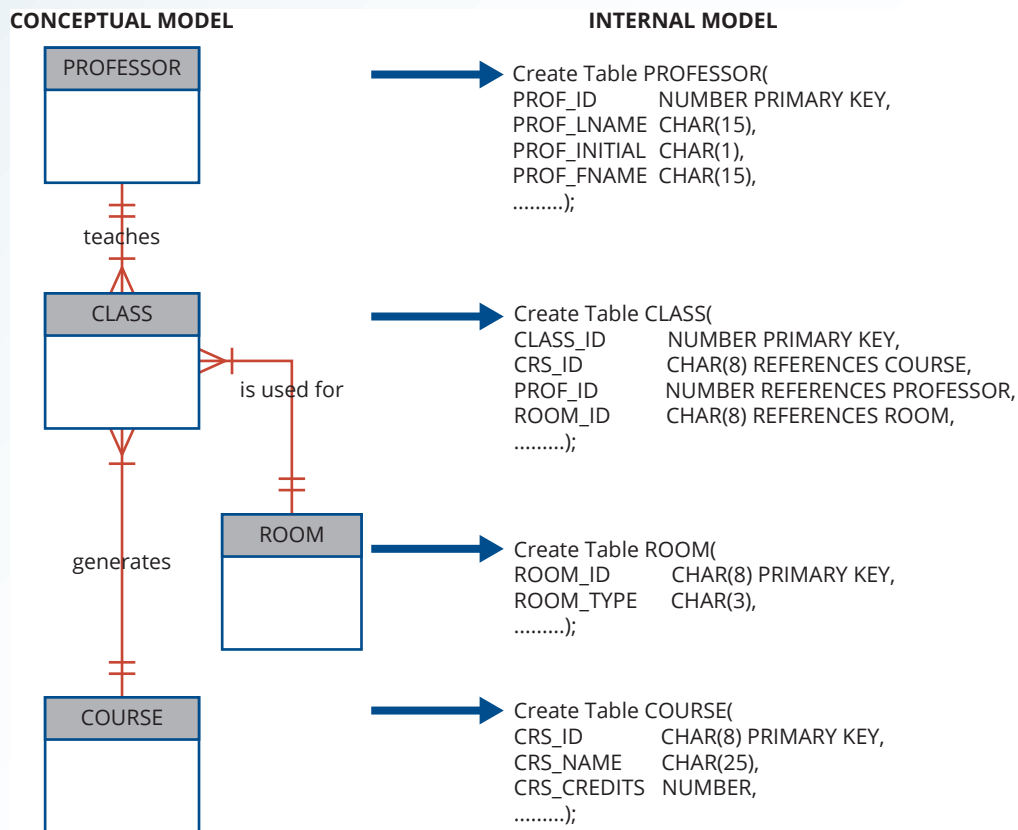 CONCEPTUAL MODEL
INTERNAL MODEL
PROFESSOR
Create Table PROFESSOR(
PROF_ID NUMBER PRIMARY KEY,
PROF_LNAME CHAR(15),
PROF_INITIAL CHAR(1),
PROF_FNAME CHAR(15),
.........);
teaches
CLASS
Create Table CLASS(
CLASS_ID NUMBER PRIMARY KEY,
CRS_ID CHAR(8) REFERENCES COURSE,
PROF_ID NUMBER REFERENCES PROFESSOR,
ROOM_ID CHAR(8) REFERENCES ROOM,
.........);
is used for
ROOM
Create Table ROOM(
ROOM_ID CHAR(8) PRIMARY KEY,
ROOM_TYPE CHAR(3),
.........);
generates
COURSE
Create Table COURSE(
CRS_ID CHAR(8) PRIMARY KEY,
CRS_NAME CHAR(25),
CRS_CREDITS NUMBER,
.........);